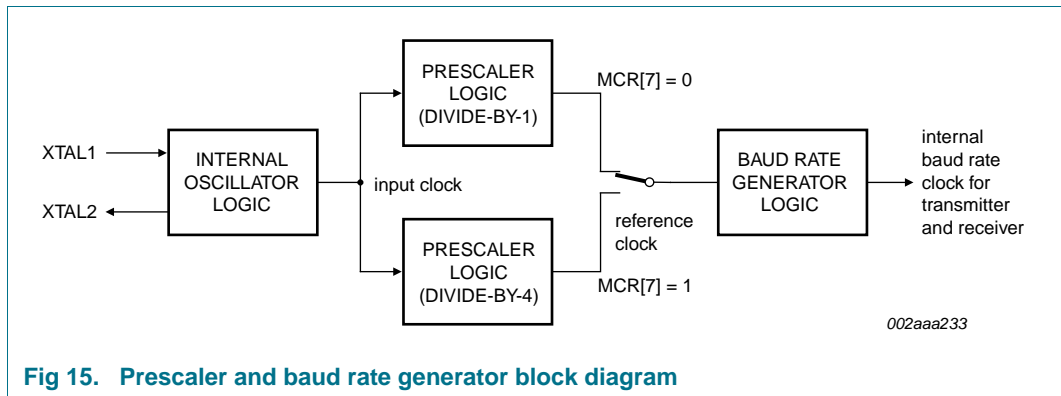 XTAL1
XTAL2
INTERNAL
OSCILLATOR
LOGIC
input clock
PRESCALER
LOGIC
(DIVIDE-BY-1)
MCR[7] = 0
PRESCALER
LOGIC
(DIVIDE-BY-4)
MCR[7] = 1
reference
clock
BAUD RATE
GENERATOR
LOGIC
internal
baud rate
clock for
transmitter
and receiver
002aaa233
Fig 15. Prescaler and baud rate generator block diagram